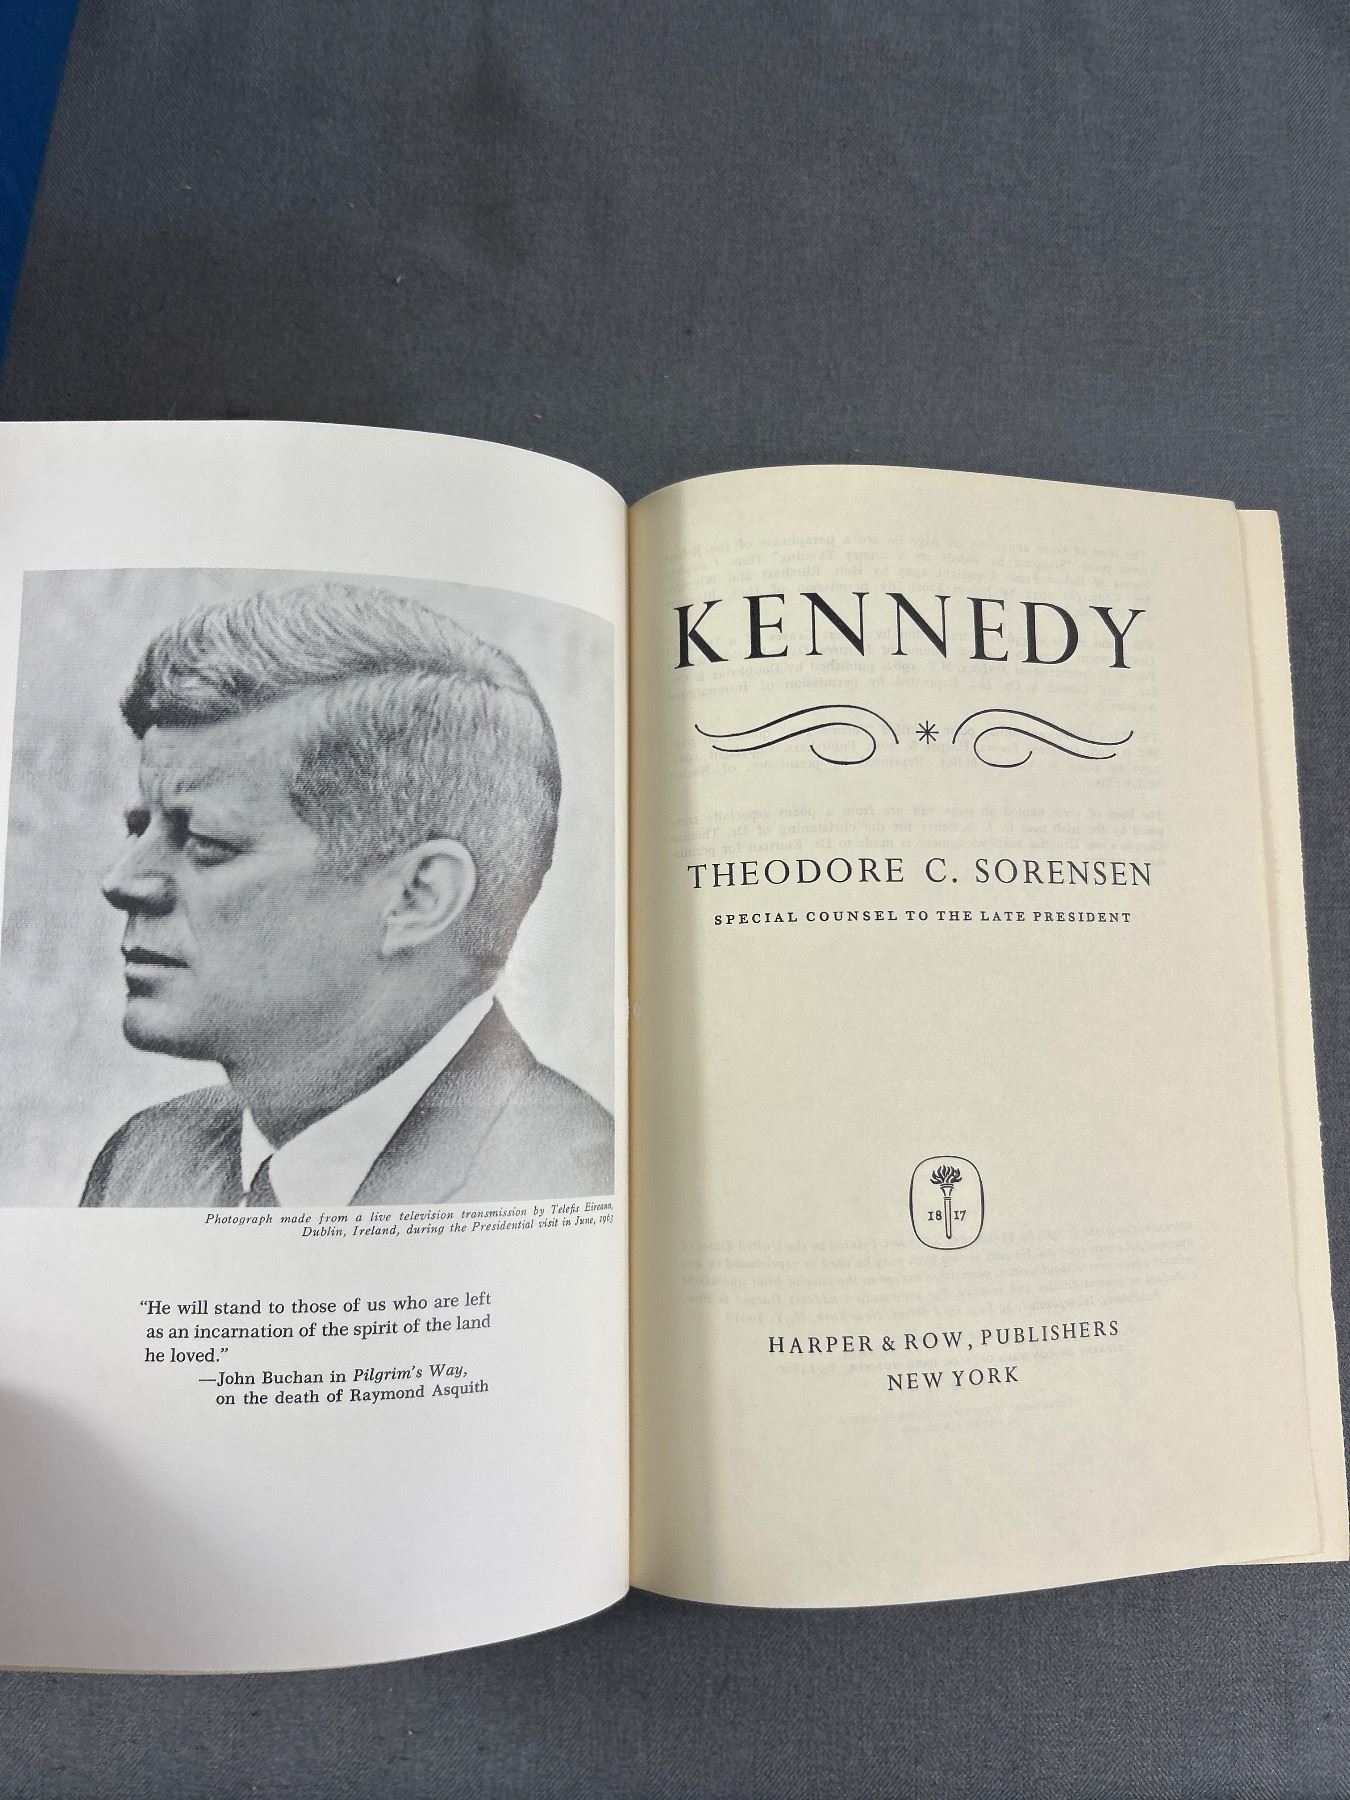 Photograph made from a live television transmission by Telefís Eireann,
Dublin, Ireland, during the Presidential visit in June, 1963
“He will stand to those of us who are left
as an incarnation of the spirit of the land
he loved.”
—John Buchan in Pilgrim’s Way,
on the death of Raymond Asquith
KENNEDY
THEODORE C. SORENSEN
SPECIAL COUNSEL TO THE LATE PRESIDENT
18 17
HARPER & ROW, PUBLISHERS
NEW YORK